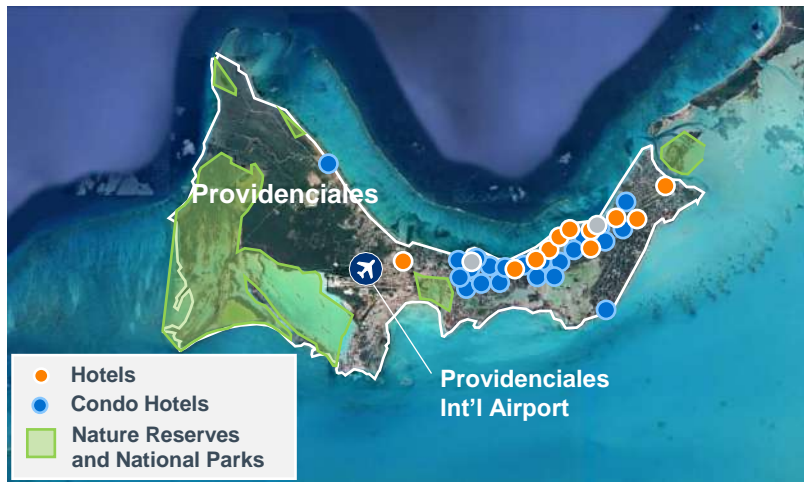 Providenciales
Providenciales
Int'l Airport
Hotels
Condo Hotels
Nature Reserves
and National Parks